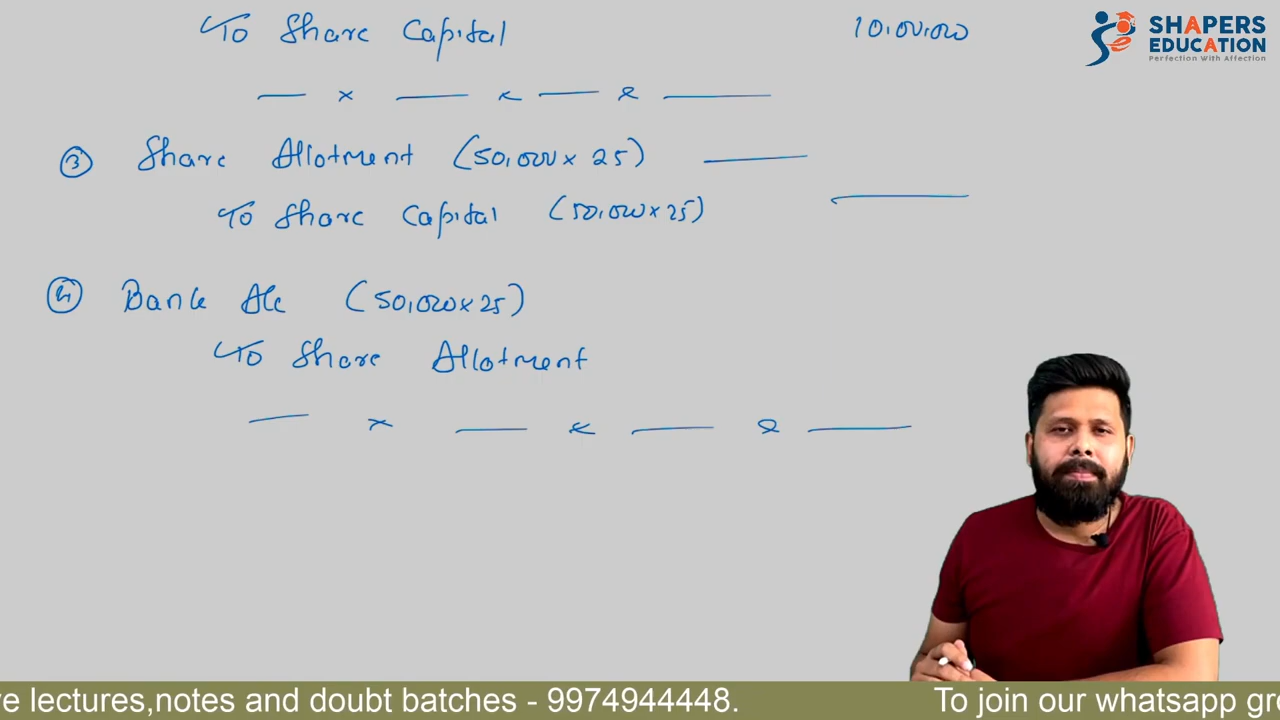 To Share Capital 10,00,000
SHAPERS
EDUCATION
Perfection With Affection
③ Share Allotment (50,000 x 25)
To Share Capital (50,000 x 25)
④ Bank A/c (50,000 x 25)
To Share Allotment
ve lectures,notes and doubt batches - 9974944448. To join our whatsapp gr